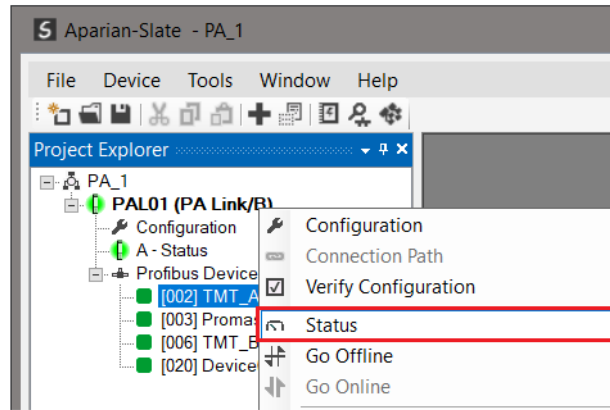 S Aparian-Slate - PA_1
File Device Tools Window Help
Project Explorer
PA_1
PAL01 (PA Link/B)
Configuration
A - Status
Profibus Device
[002] TMT_A
[003] Promas
[006] TMT_B
[020] Device
Configuration
Connection Path
Verify Configuration
Status
Go Offline
Go Online